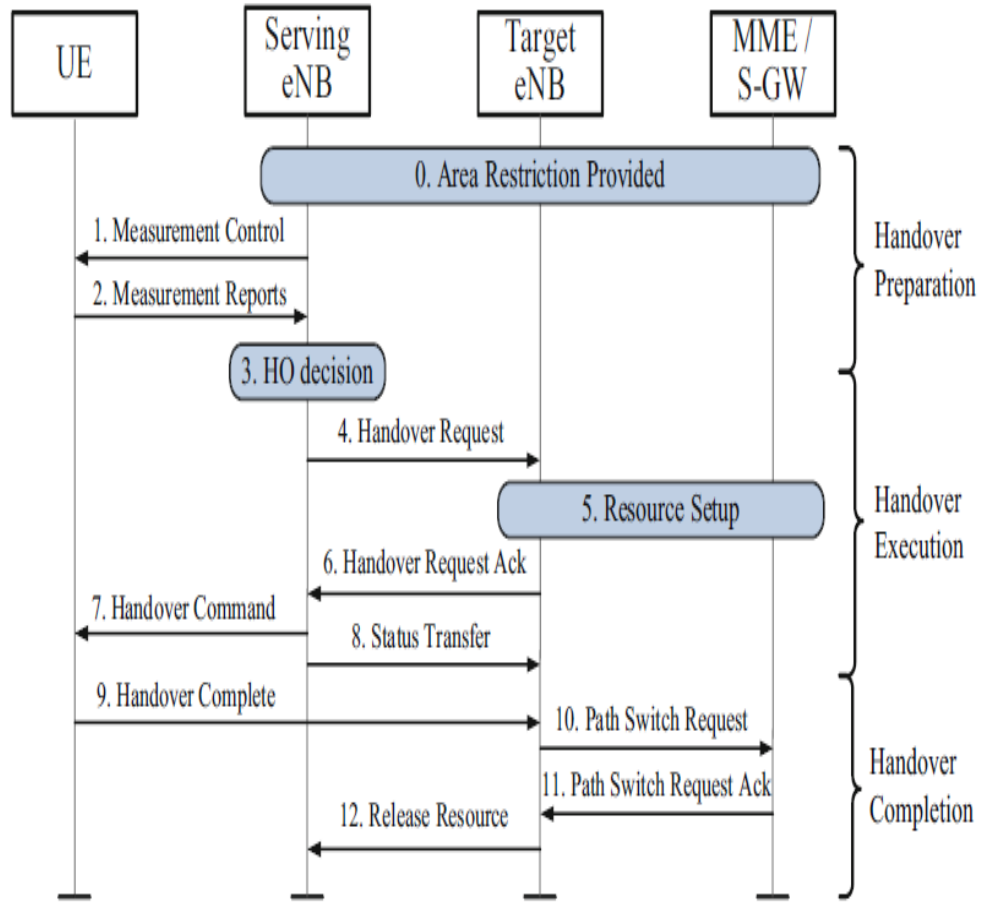 UE
Serving
eNB
Target
eNB
MME /
S-GW
0. Area Restriction Provided
1. Measurement Control
2. Measurement Reports
Handover
Preparation
3. HO decision
4. Handover Request
5. Resource Setup
Handover
Execution
6. Handover Request Ack
7. Handover Command
8. Status Transfer
9. Handover Complete
10. Path Switch Request
11. Path Switch Request Ack
12. Release Resource
Handover
Completion